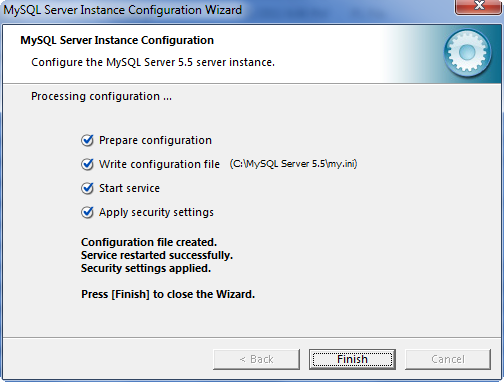 MySQL Server Instance Configuration Wizard
MySQL Server Instance Configuration
Configure the MySQL Server 5.5 server instance.
Processing configuration ...
Prepare configuration
Write configuration file (C:\MySQL Server 5.5\my.ini)
Start service
Apply security settings
Configuration file created.
Service restarted successfully.
Security settings applied.
Press [Finish] to close the Wizard.
< Back Finish Cancel